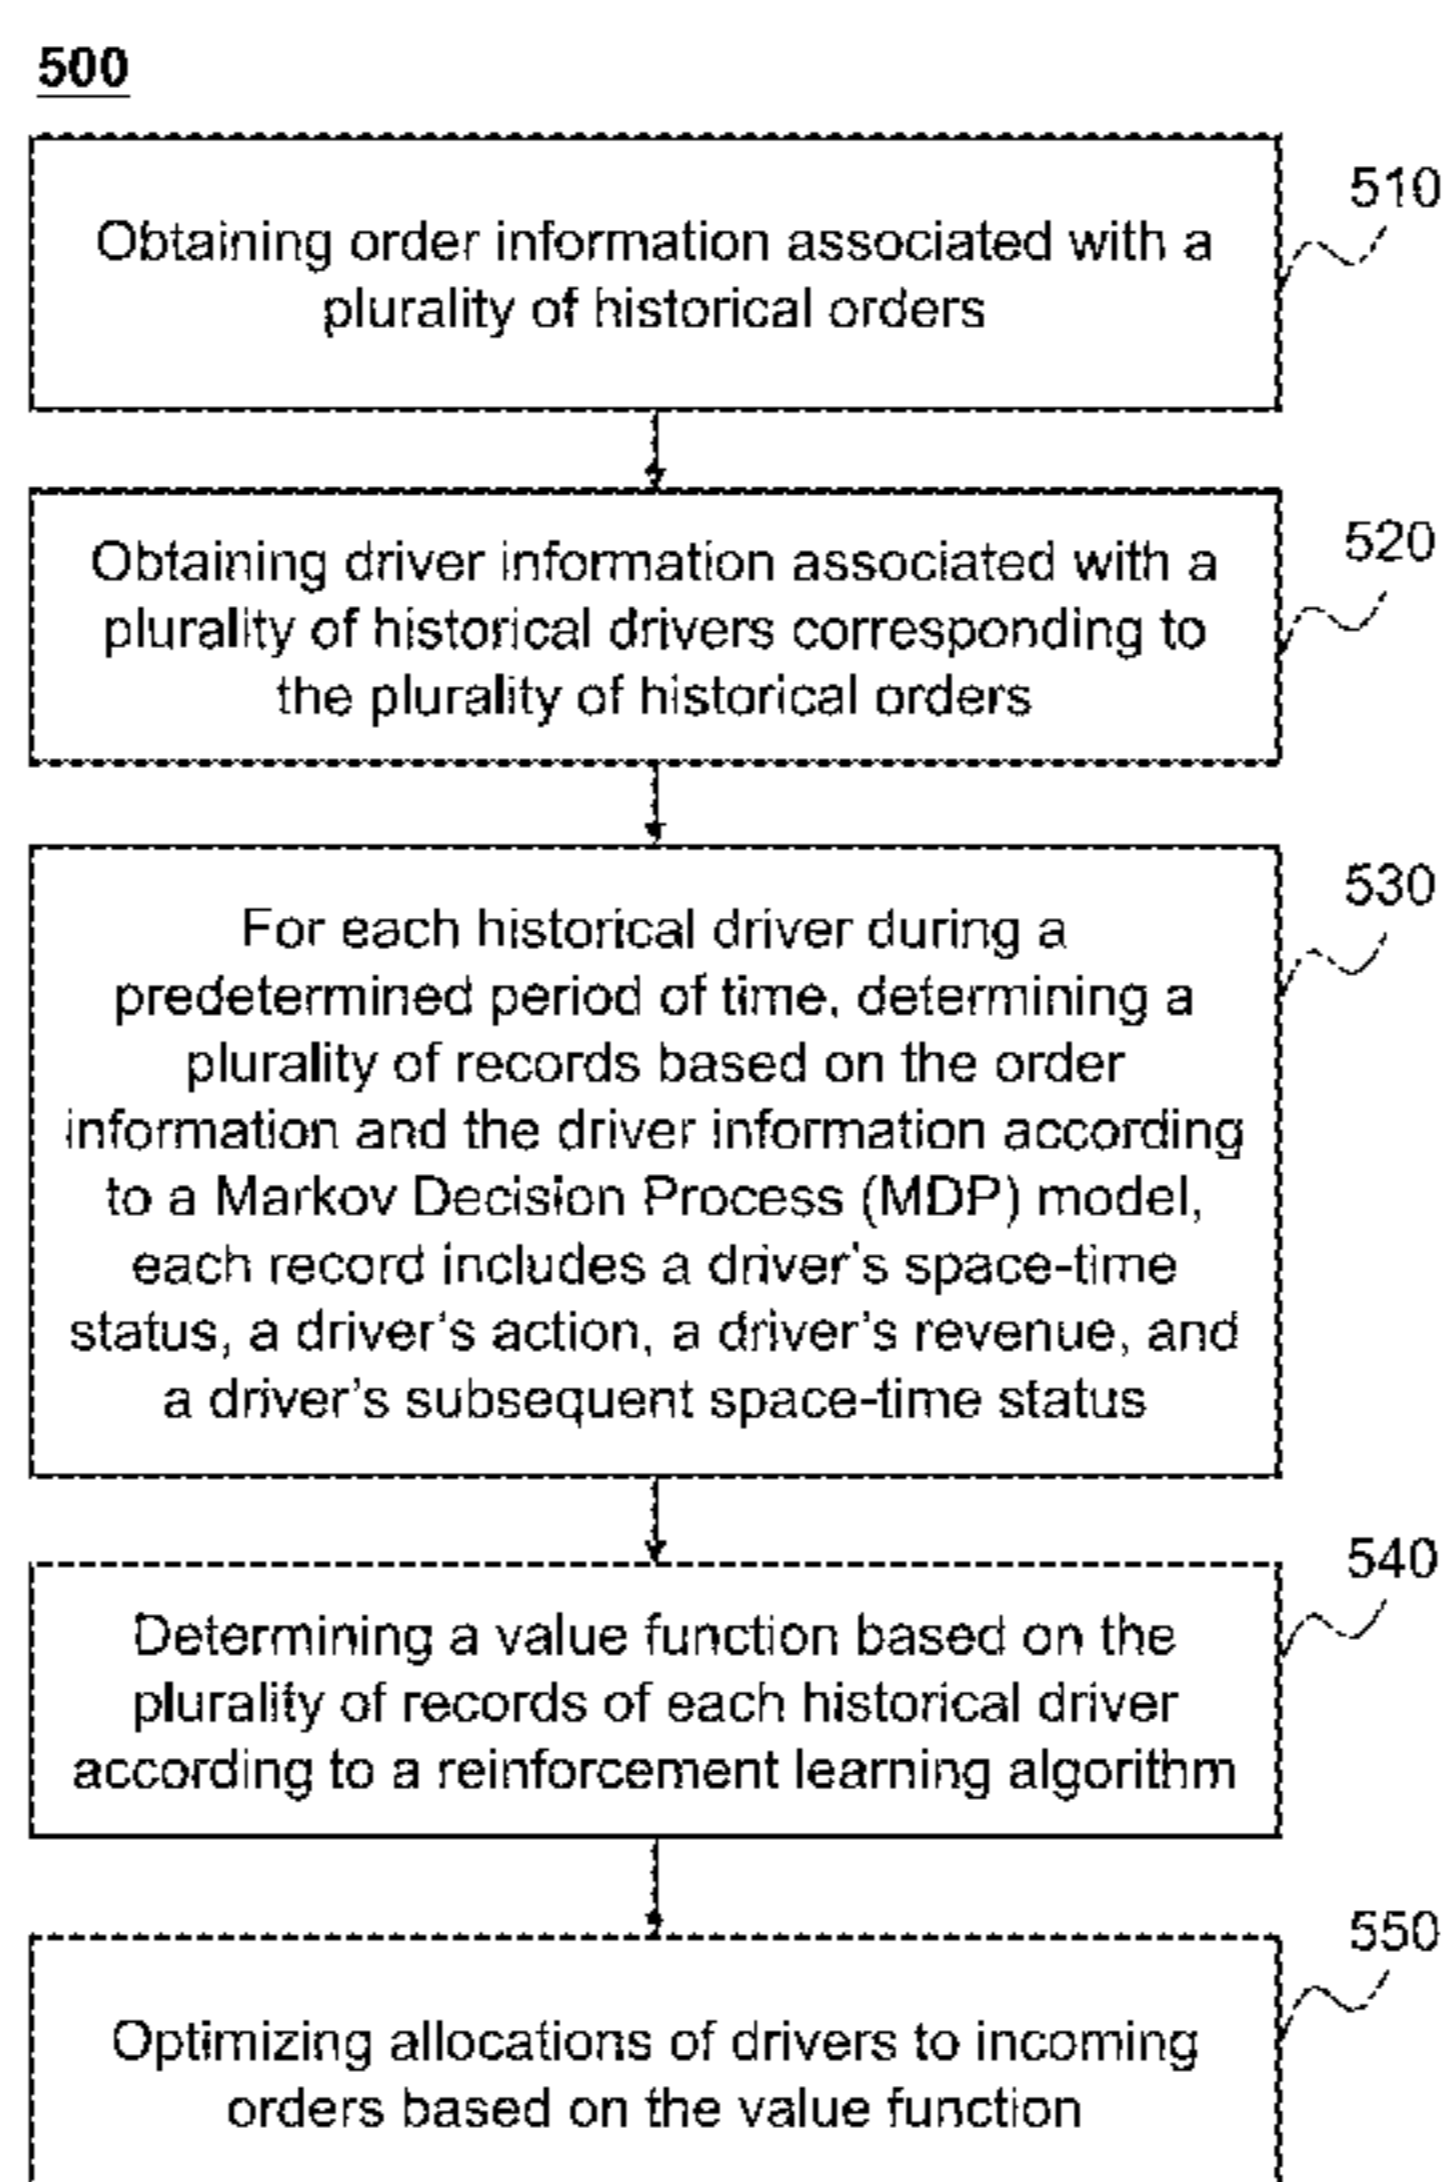 500
510
Obtaining order information associated with a
plurality of historical orders
520
Obtaining driver information associated with a
plurality of historical drivers corresponding to
the plurality of historical orders
530
For each historical driver during a
predetermined period of time, determining a
plurality of records based on the order
information and the driver information according
to a Markov Decision Process (MDP) model,
each record includes a driver's space-time
status, a driver's action, a driver's revenue, and
a driver's subsequent space-time status
540
Determining a value function based on the
plurality of records of each historical driver
according to a reinforcement learning algorithm
550
Optimizing allocations of drivers to incoming
orders based on the value function